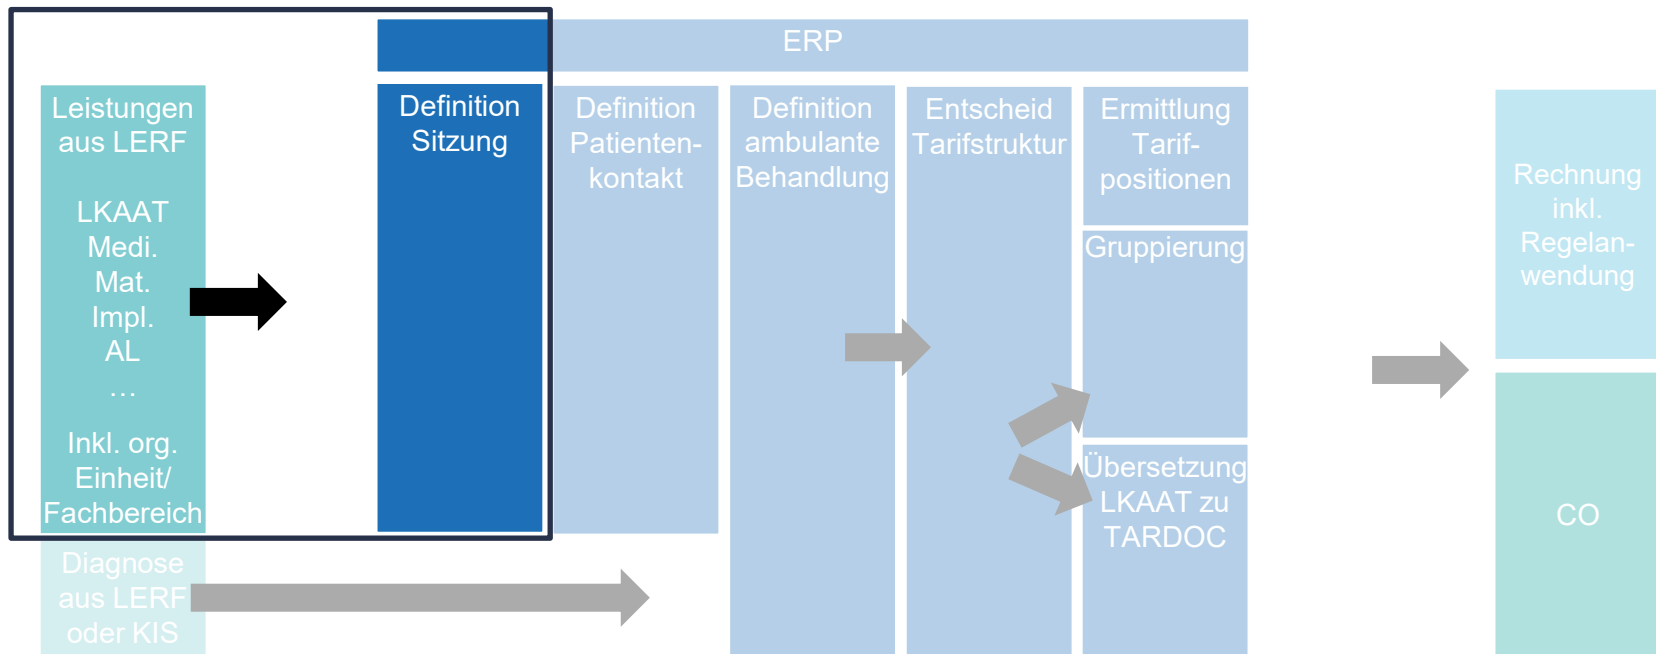 ERP
Leistungen
aus LERF
LKAAT
Medi.
Mat.
Impl.
AL
…
Inkl. org.
Einheit/
Fachbereich
Diagnose
aus LERF
oder KIS
Definition
Sitzung
Definition
Patienten-
kontakt
Definition
ambulante
Behandlung
Entscheid
Tarifstruktur
Ermittlung
Tarif-
positionen
Gruppierung
Übersetzung
LKAAT zu
TARDOC
Rechnung
inkl.
Regelan-
wendung
CO